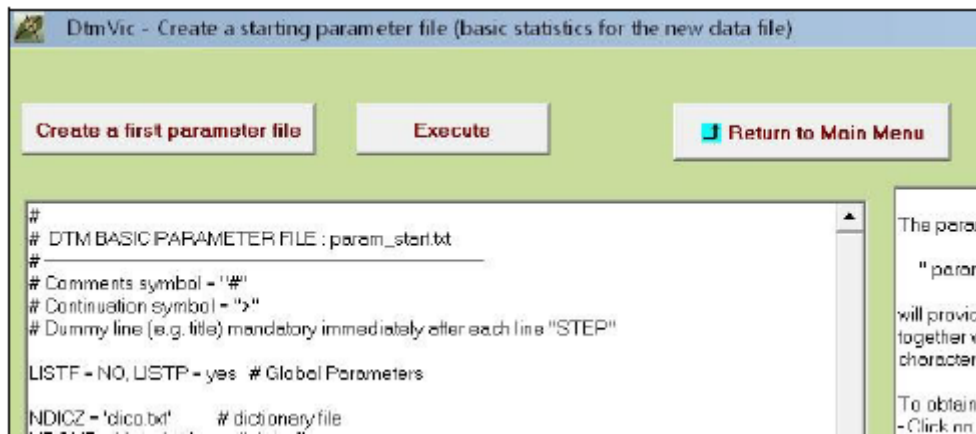 DtmVic - Create a starting parameter file (basic statistics for the new data file)
Create a first parameter file
Execute
Return to Main Menu
#
# DTM BASIC PARAMETER FILE : param_start.txt
#
# Comments symbol = "#"
# Continuation symbol = ">"
# Dummy line (e.g. title) mandatory immediately after each line "STEP"
LISTF = NO, LISTP = yes # Global Parameters
NDICZ = 'dico.txt' # dictionary file
The para
" param
will provid
together
character
To obtain
- Click on